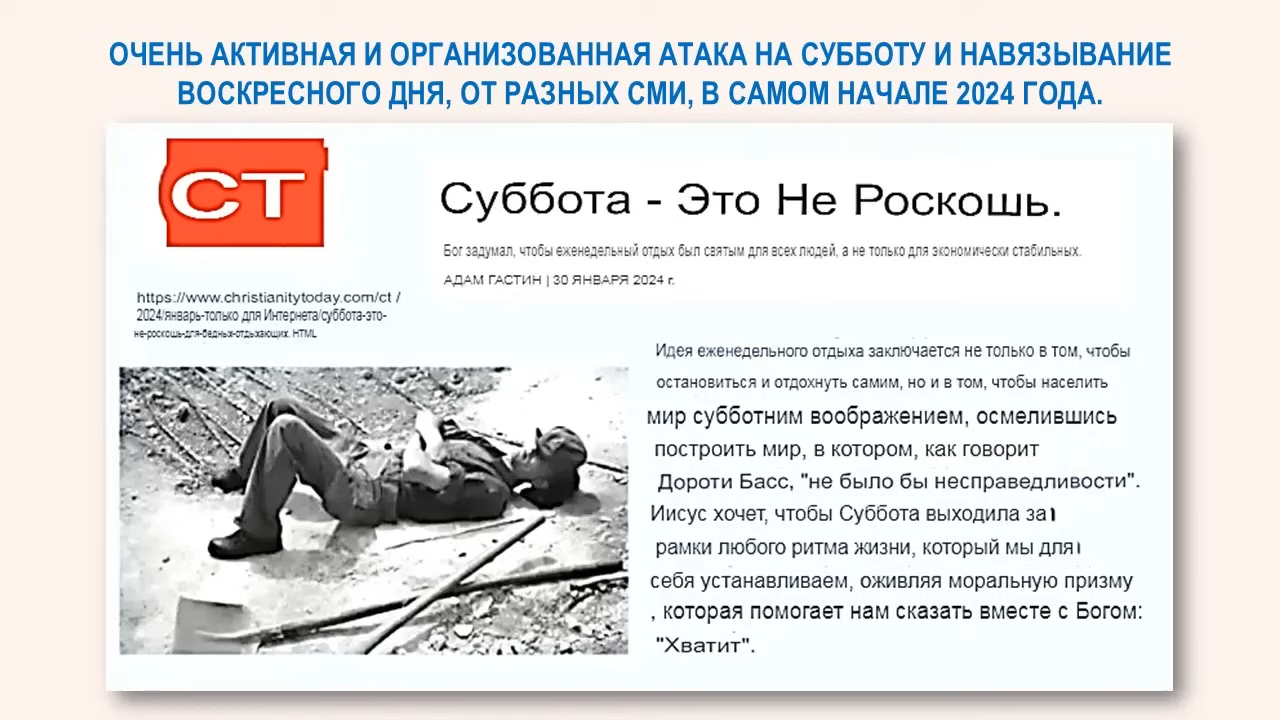 ОЧЕНЬ АКТИВНАЯ И ОРГАНИЗОВАННАЯ АТАКА НА СУББОТУ И НАВЯЗЫВАНИЕ
ВОСКРЕСНОГО ДНЯ, ОТ РАЗНЫХ СМИ, В САМОМ НАЧАЛЕ 2024 ГОДА.
СТ
Суббота - Это Не Роскошь.
Бог задумал, чтобы еженедельный отдых был святым для всех людей, а не только для экономически стабильных.
АДАМ ГАСТИН | 30 ЯНВАРЯ 2024 г.
https://www.christianitytoday.com/ct /
2024/январь-только для Интернета/суббота-это-
не-роскошь-для-бедных-отдыхающих. HTML
Идея еженедельного отдыха заключается не только в том, чтобы
остановиться и отдохнуть самим, но и в том, чтобы населить
мир субботним воображением, осмелившись
построить мир, в котором, как говорит
Дороти Басс, "не было бы несправедливости".
Иисус хочет, чтобы Суббота выходила за
рамки любого ритма жизни, который мы для
себя устанавливаем, оживляя моральную призму
, которая помогает нам сказать вместе с Богом:
"Хватит".